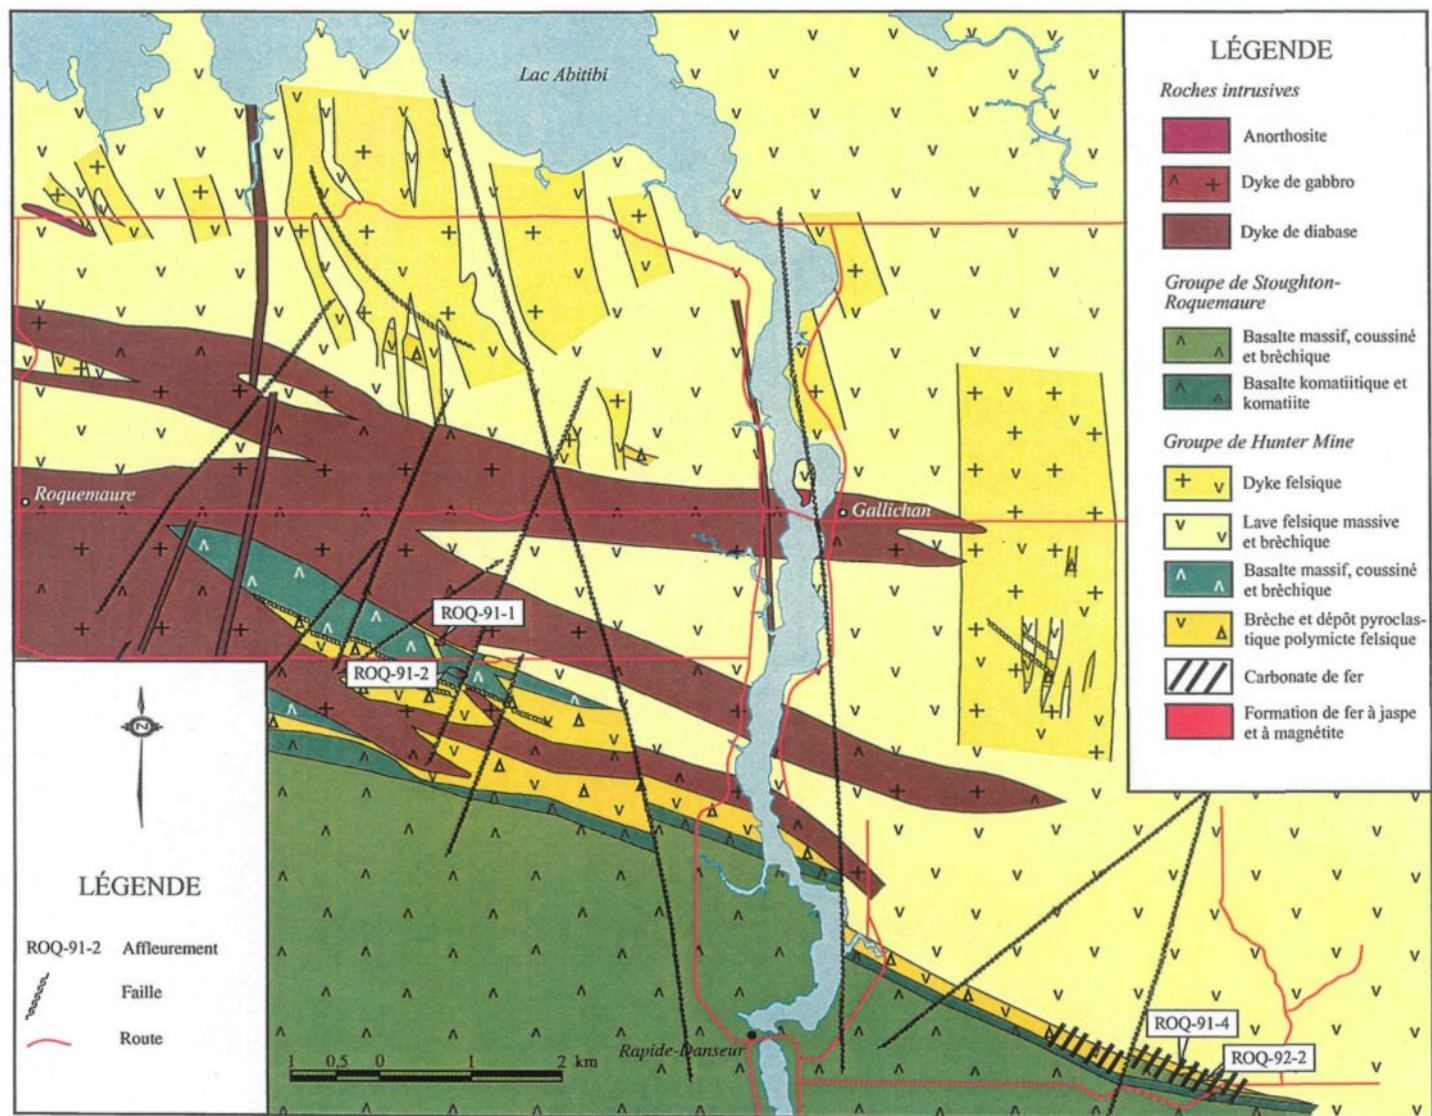 Lac Abitibi
Roquemaure
Gallichan
ROQ-91-1
ROQ-91-2
ROQ-91-4
ROQ-92-2
Rapide-Danseur
1 0,5 0 1 2 km
LÉGENDE
Roches intrusives
Anorthosite
Dyke de gabbro
Dyke de diabase
Groupe de Stoughton-
Roquemaure
Basalte massif, coussiné
et brèchique
Basalte komatiitique et
komatiite
Groupe de Hunter Mine
Dyke felsique
Lave felsique massive
et brèchique
Basalte massif, coussiné
et brèchique
Brèche et dépôt pyroclas-
tique polymicte felsique
Carbonate de fer
Formation de fer à jaspe
et à magnétite
N
LÉGENDE
ROQ-91-2 Affleurement
Faille
Route